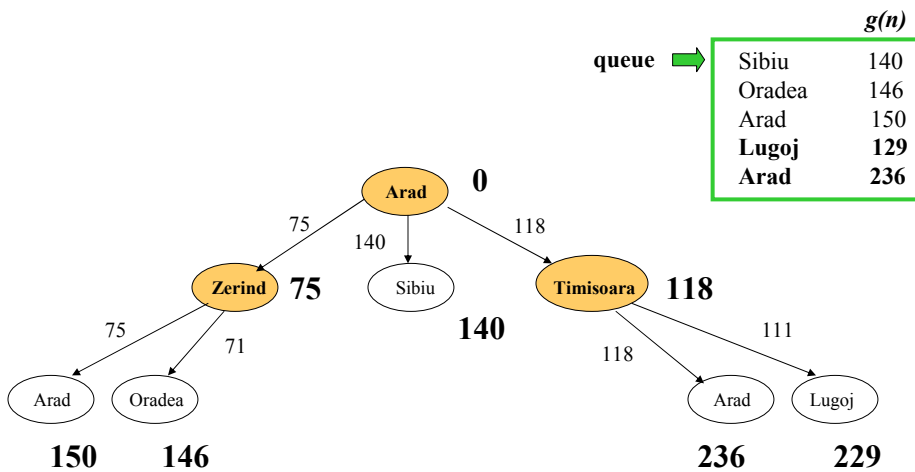 g(n)
queue
Sibiu 140
Oradea 146
Arad 150
Lugoj 129
Arad 236
Arad 0
75
140
118
Zerind 75
Sibiu
140
Timisoara 118
75
71
118
111
Arad
150
Oradea
146
Arad
236
Lugoj
229